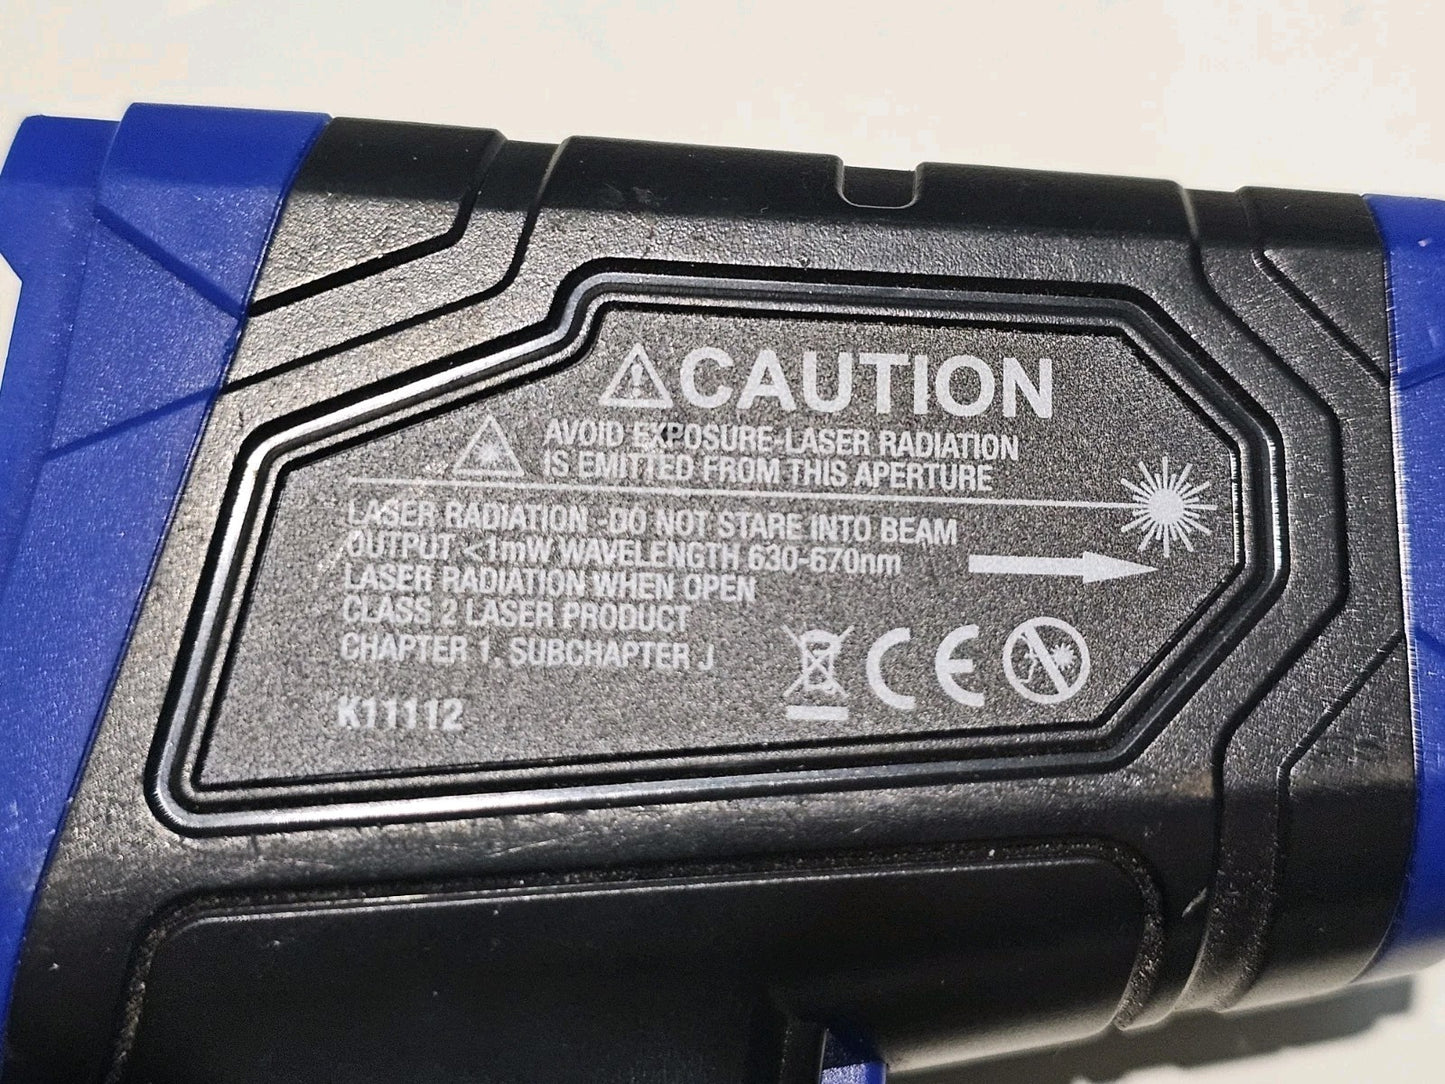 CAUTION
AVOID EXPOSURE-LASER RADIATION
IS EMITTED FROM THIS APERTURE
LASER RADIATION -DO NOT STARE INTO BEAM
OUTPUT <1mW WAVELENGTH 630-670nm
LASER RADIATION WHEN OPEN
CLASS 2 LASER PRODUCT
CHAPTER 1, SUBCHAPTER J
CE
K11112